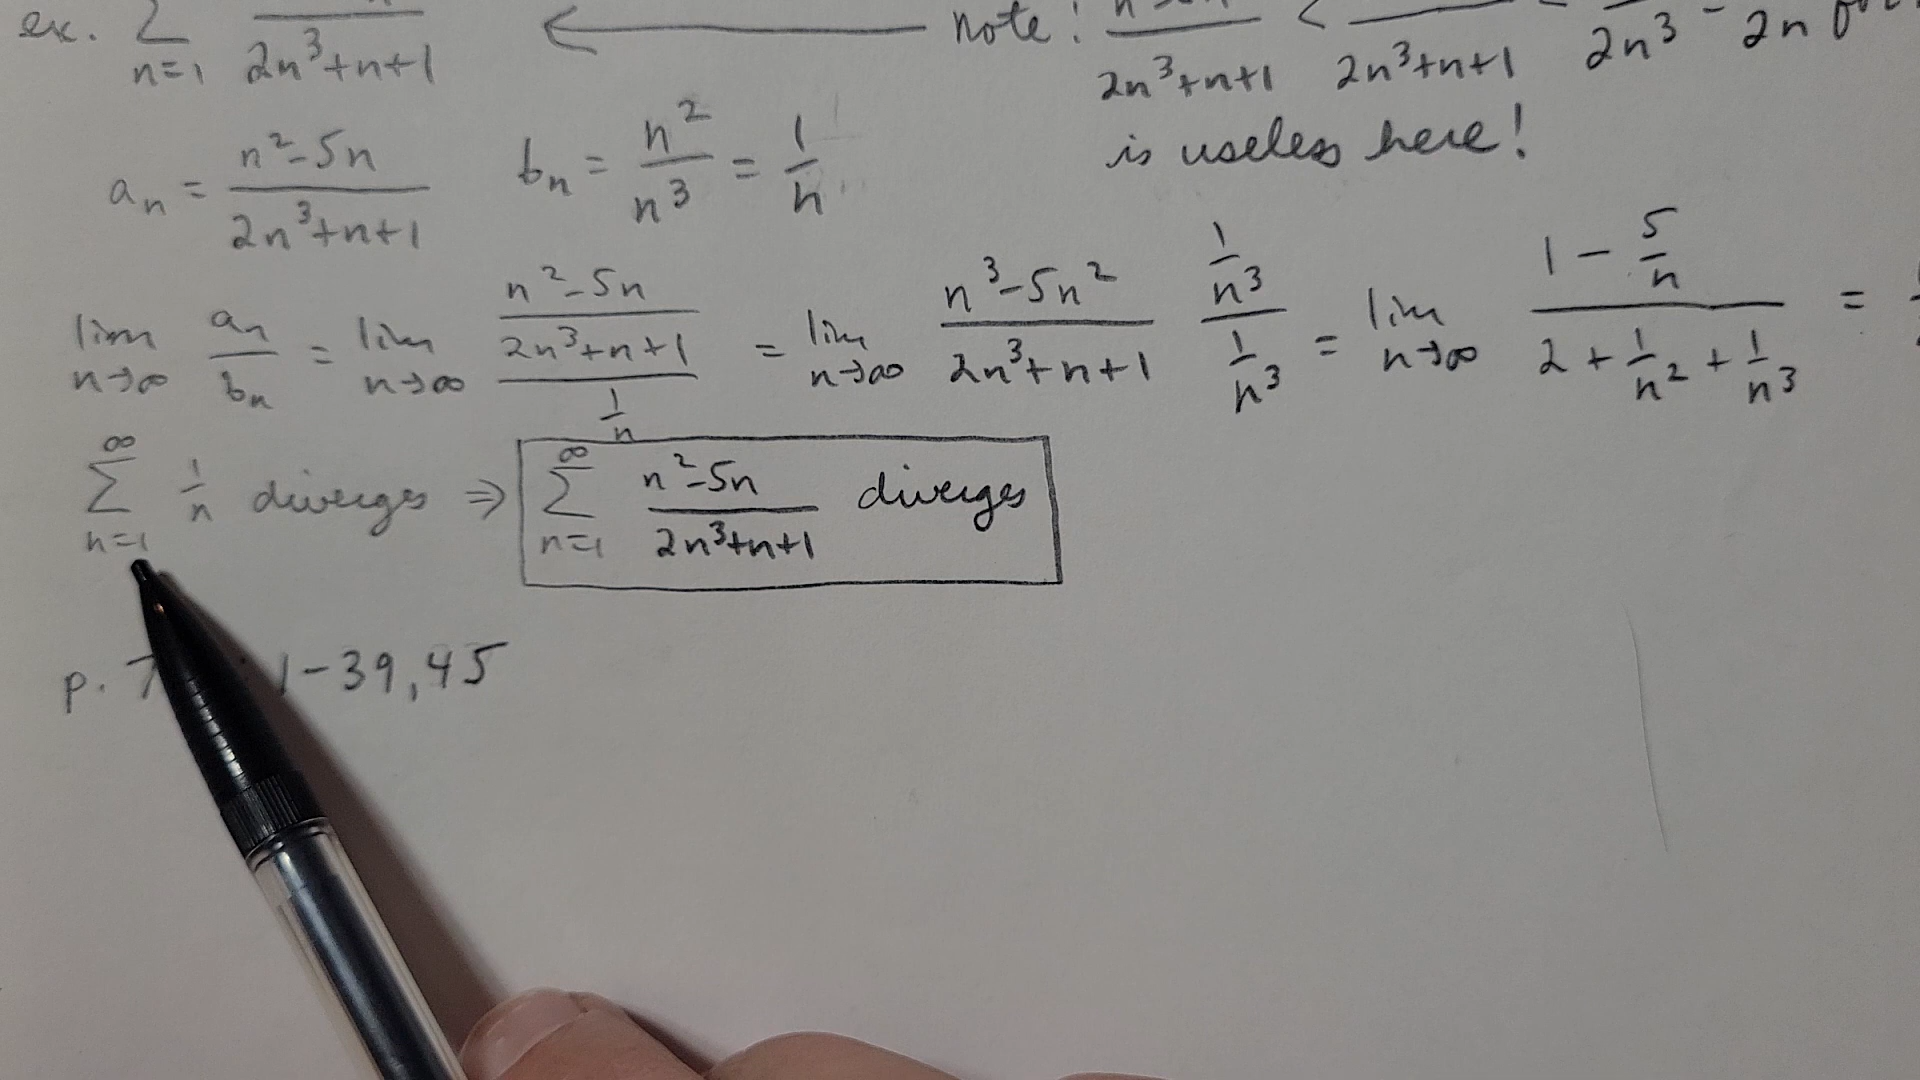 ex. Σ n=1 /(2n³+n+1) ← note: /(2n³+n+1) < /(2n³+n+1) /2n³ = 2n
is useless here!
aₙ = (n²-5n)/(2n³+n+1) bₙ = n²/n³ = 1/n
lim n→∞ aₙ/bₙ = lim n→∞ ((n²-5n)/(2n³+n+1))/(1/n) = lim n→∞ (n³-5n²)/(2n³+n+1) (1/n³)/(1/n³) = lim n→∞ (1 - 5/n)/(2 + 1/n² + 1/n³) =
∞ Σ n=1 1/n diverges ⇒ ∞ Σ n=1 (n²-5n)/(2n³+n+1) diverges
p. 1-39, 45